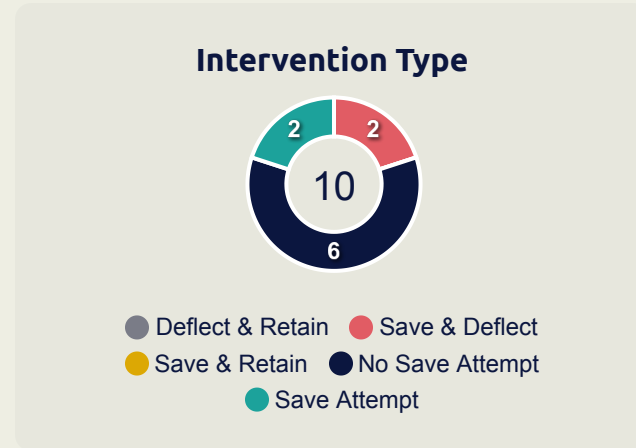 Intervention Type
2 2
10
6
Deflect & Retain Save & Deflect
Save & Retain No Save Attempt
Save Attempt